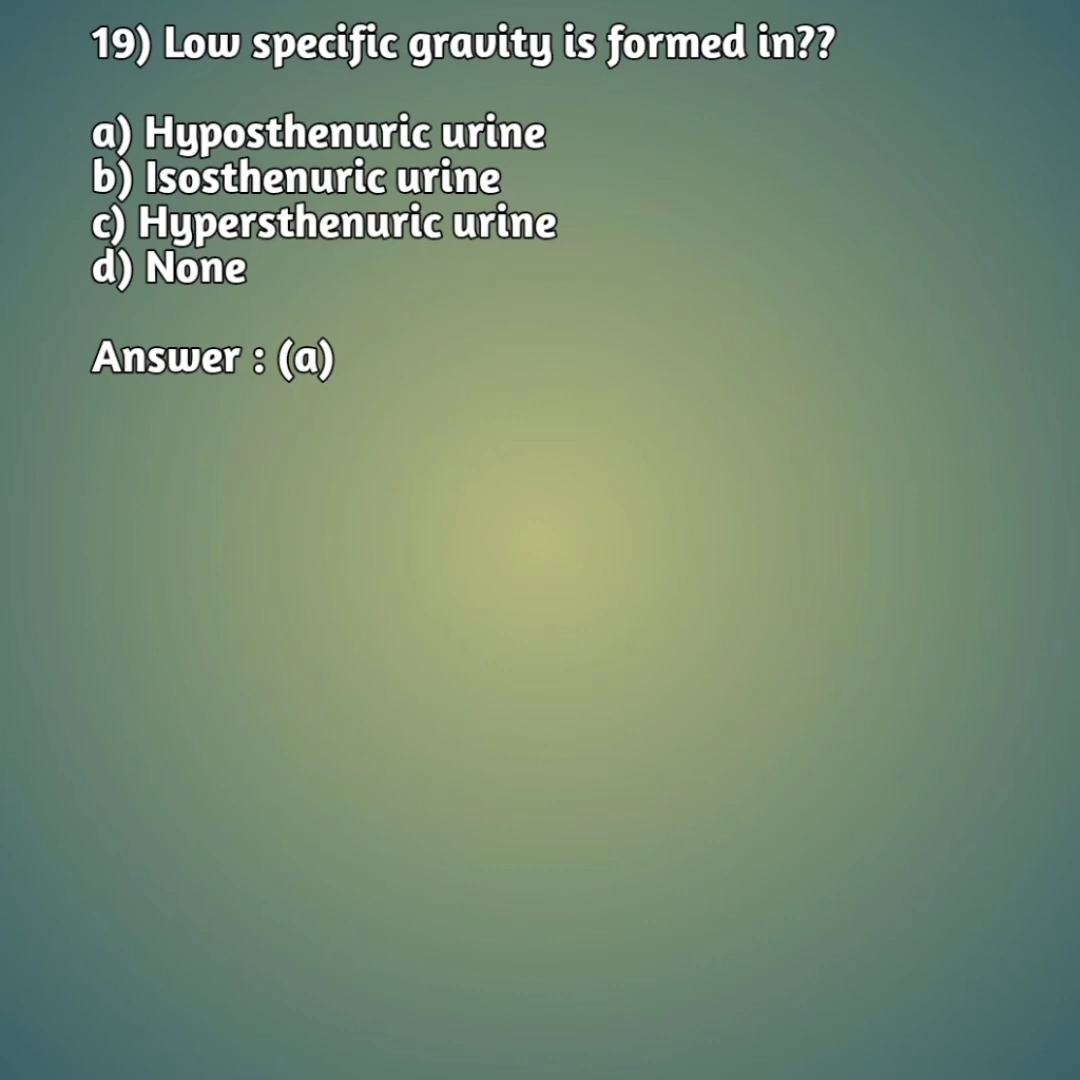 19) Low specific gravity is formed in??
a) Hyposthenuric urine
b) Isosthenuric urine
c) Hypersthenuric urine
d) None
Answer : (a)